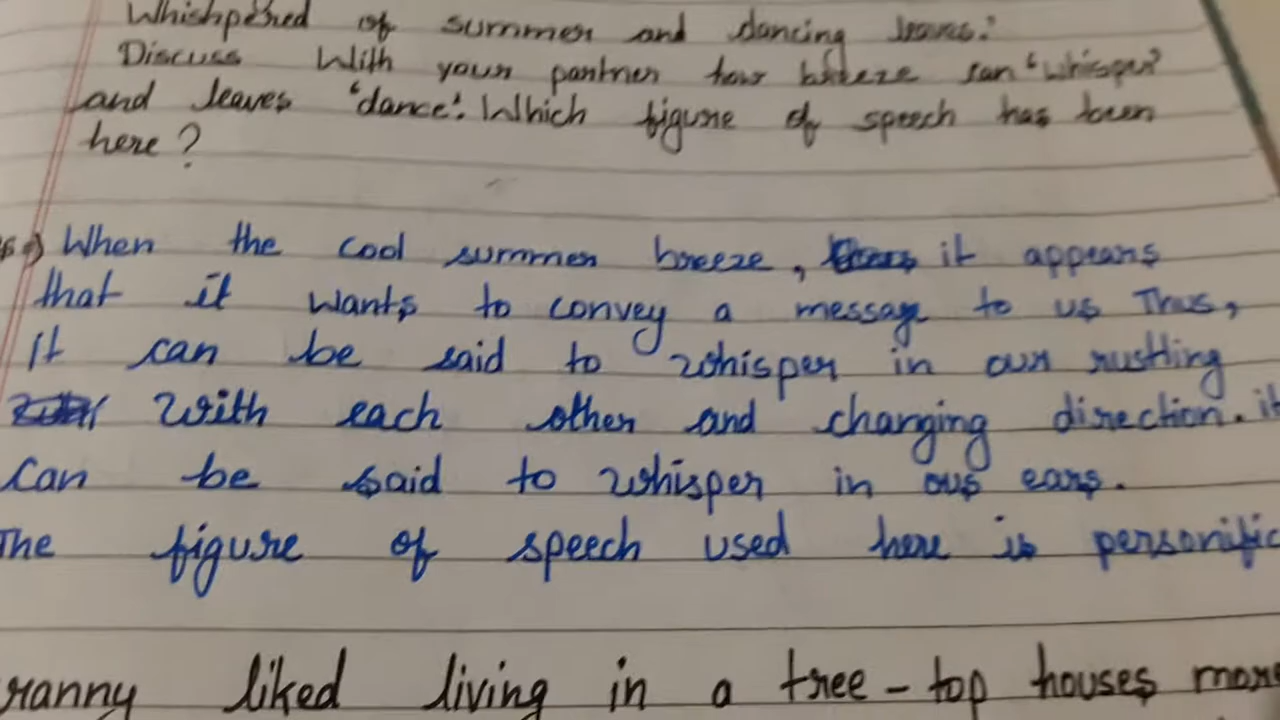 Whishpered of summer and dancing leaves.'
Discuss With your partner how breeze can 'whisper'
and leaves 'dance'. Which figure of speech has been
here?
When the cool summer breeze, it appears
that it wants to convey a message to us Thus,
it can be said to whisper in our rustling
with each other and changing direction. it
can be said to whisper in ous ears.
The figure of speech used here is personific
ranny liked living in a tree-top houses more